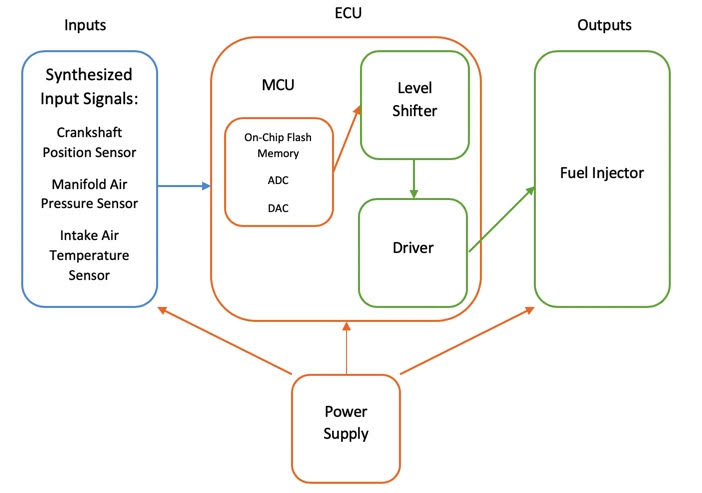 Inputs
ECU
Outputs
Synthesized
Input Signals:
Crankshaft
Position Sensor
Manifold Air
Pressure Sensor
Intake Air
Temperature
Sensor
MCU
On-Chip Flash
Memory
ADC
DAC
Level
Shifter
Driver
Fuel Injector
Power
Supply